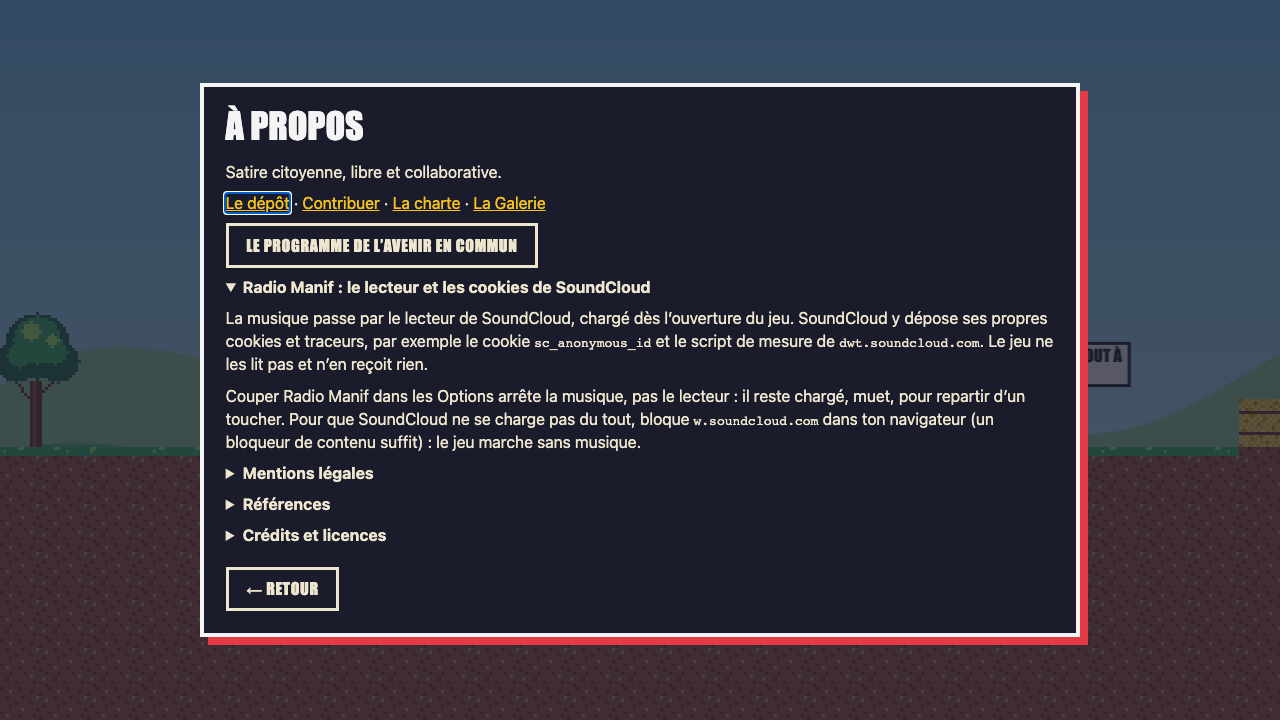 À PROPOS
Satire citoyenne, libre et collaborative.
Le dépôt · Contribuer · La charte · La Galerie
LE PROGRAMME DE L’AVENIR EN COMMUN
▼ Radio Manif : le lecteur et les cookies de SoundCloud
La musique passe par le lecteur de SoundCloud, chargé dès l’ouverture du jeu. SoundCloud y dépose ses propres
cookies et traceurs, par exemple le cookie sc_anonymous_id et le script de mesure de dwt.soundcloud.com. Le jeu ne
les lit pas et n’en reçoit rien.
Couper Radio Manif dans les Options arrête la musique, pas le lecteur : il reste chargé, muet, pour repartir d’un
toucher. Pour que SoundCloud ne se charge pas du tout, bloque w.soundcloud.com dans ton navigateur (un
bloqueur de contenu suffit) : le jeu marche sans musique.
▶ Mentions légales
▶ Références
▶ Crédits et licences
← RETOUR
OUT À